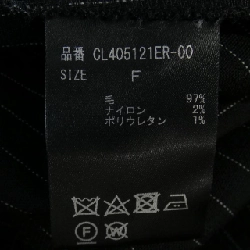 品番 CL405121ER-00
SIZE F
毛 97%
ナイロン 2%
ポリウレタン 1%
F W